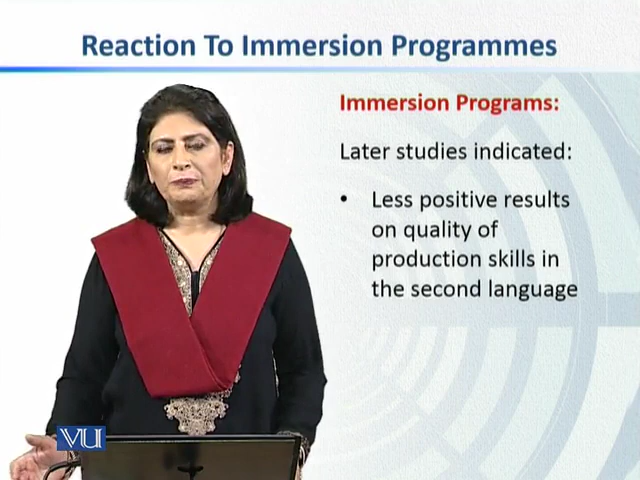 Reaction To Immersion Programmes
Immersion Programs:
Later studies indicated:
• Less positive results
on quality of
production skills in
the second language
VU